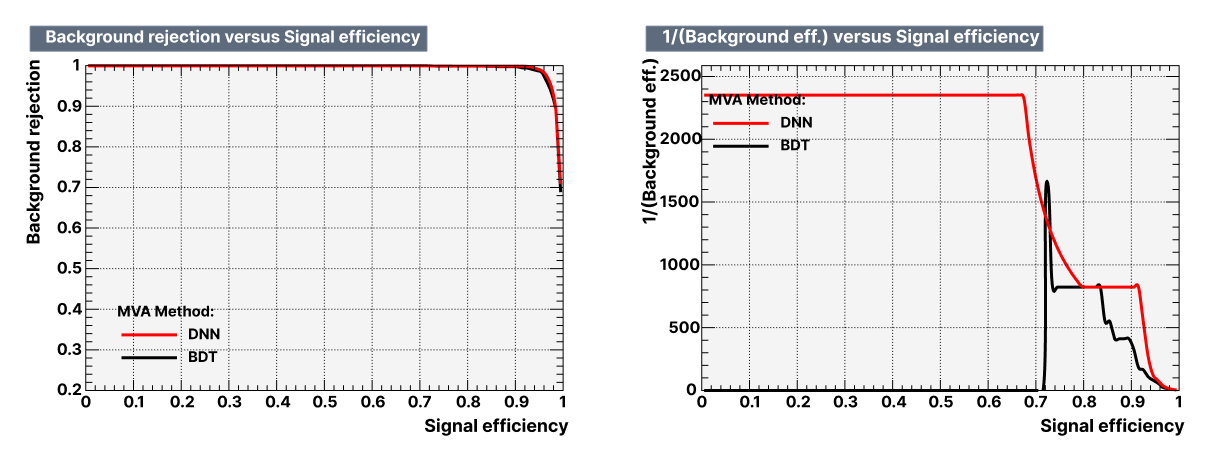 Background rejection versus Signal efficiency
Background rejection
1
0.9
0.8
0.7
0.6
0.5
0.4
0.3
0.2
MVA Method:
DNN
BDT
0 0.1 0.2 0.3 0.4 0.5 0.6 0.7 0.8 0.9 1
Signal efficiency
1/(Background eff.) versus Signal efficiency
1/(Background eff.)
2500
2000
1500
1000
500
0
MVA Method:
DNN
BDT
0 0.1 0.2 0.3 0.4 0.5 0.6 0.7 0.8 0.9 1
Signal efficiency